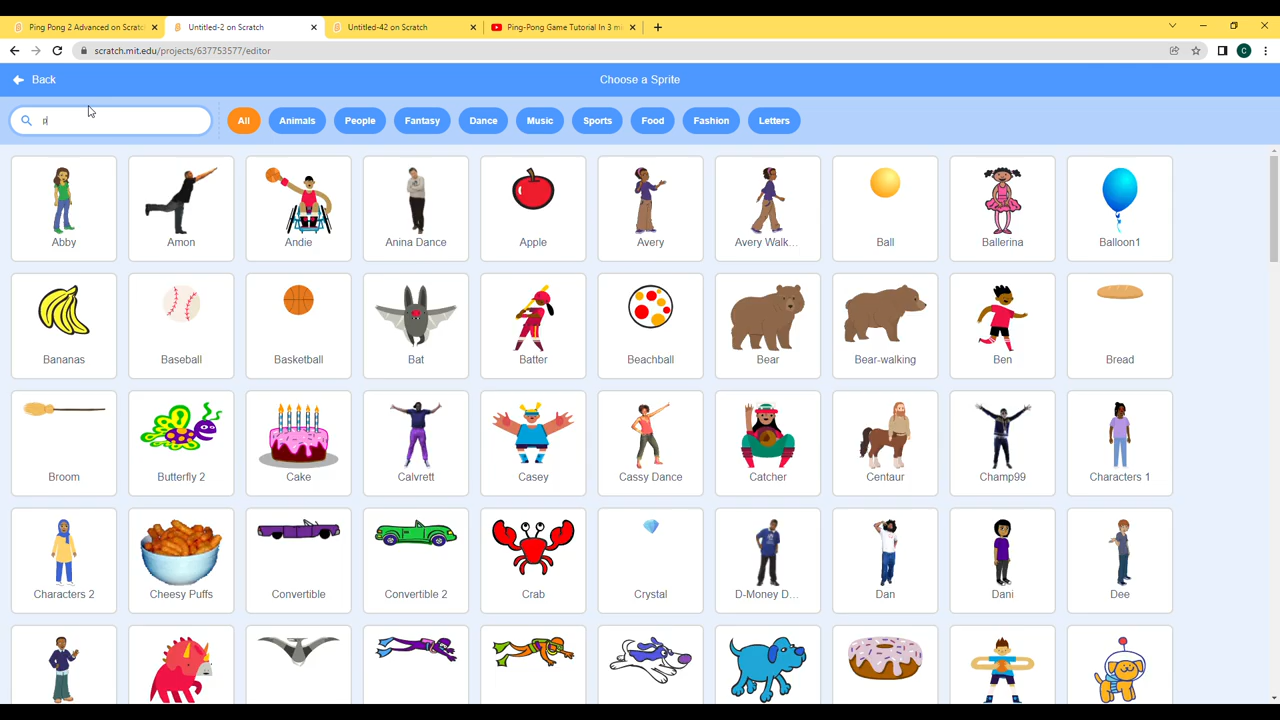 Ping Pong 2 Advanced on Scratc
Untitled-2 on Scratch
Untitled-42 on Scratch
Ping-Pong Game Tutorial In 3 mi
scratch.mit.edu/projects/637753577/editor
C
Back
Choose a Sprite
p
All
Animals
People
Fantasy
Dance
Music
Sports
Food
Fashion
Letters
Abby
Amon
Andie
Anina Dance
Apple
Avery
Avery Walk...
Ball
Ballerina
Balloon1
Bananas
Baseball
Basketball
Bat
Batter
Beachball
Bear
Bear-walking
Ben
Bread
Broom
Butterfly 2
Cake
Calvrett
Casey
Cassy Dance
Catcher
Centaur
Champ99
Characters 1
Characters 2
Cheesy Puffs
Convertible
Convertible 2
Crab
Crystal
D-Money D...
Dan
Dani
Dee